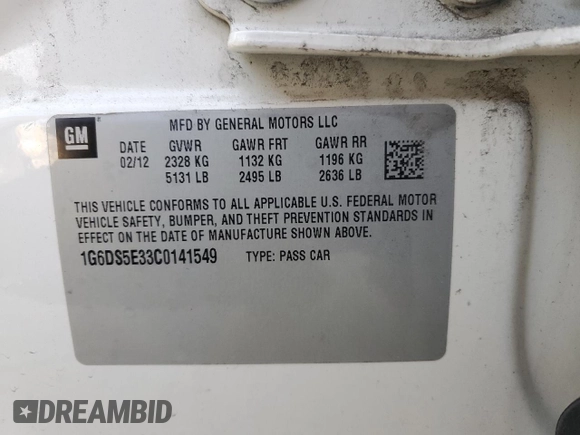 GM
MFD BY GENERAL MOTORS LLC
DATE GVWR GAWR FRT GAWR RR
02/12 2328 KG 1132 KG 1196 KG
5131 LB 2495 LB 2636 LB
THIS VEHICLE CONFORMS TO ALL APPLICABLE U.S. FEDERAL MOTOR
VEHICLE SAFETY, BUMPER, AND THEFT PREVENTION STANDARDS IN
EFFECT ON THE DATE OF MANUFACTURE SHOWN ABOVE.
1G6DS5E33C0141549 TYPE: PASS CAR
DREAMBID